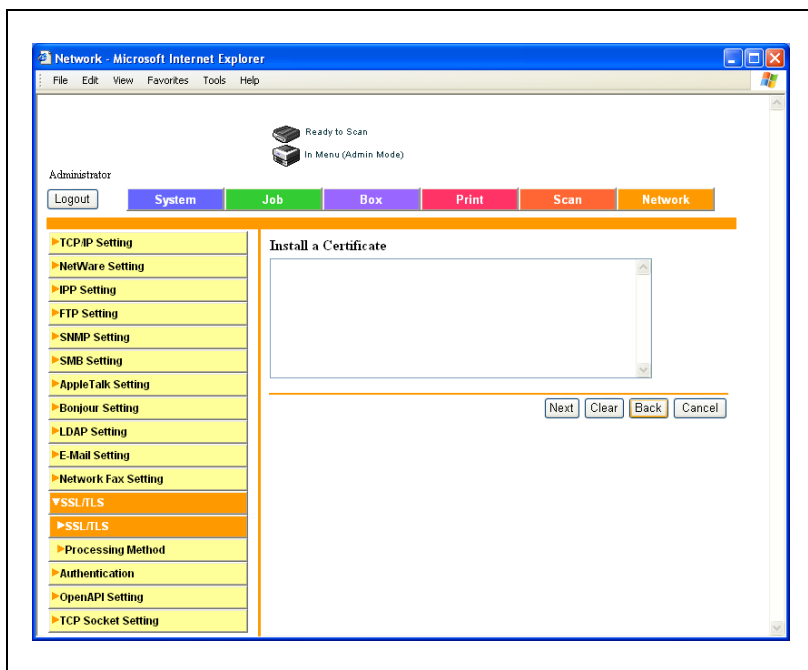 Network - Microsoft Internet Explorer
File Edit View Favorites Tools Help
Ready to Scan
In Menu (Admin Mode)
Administrator
Logout System Job Box Print Scan Network
TCP/IP Setting
NetWare Setting
IPP Setting
FTP Setting
SNMP Setting
SMB Setting
AppleTalk Setting
Bonjour Setting
LDAP Setting
E-Mail Setting
Network Fax Setting
SSL/TLS
SSL/TLS
Processing Method
Authentication
OpenAPI Setting
TCP Socket Setting
Install a Certificate
Next Clear Back Cancel